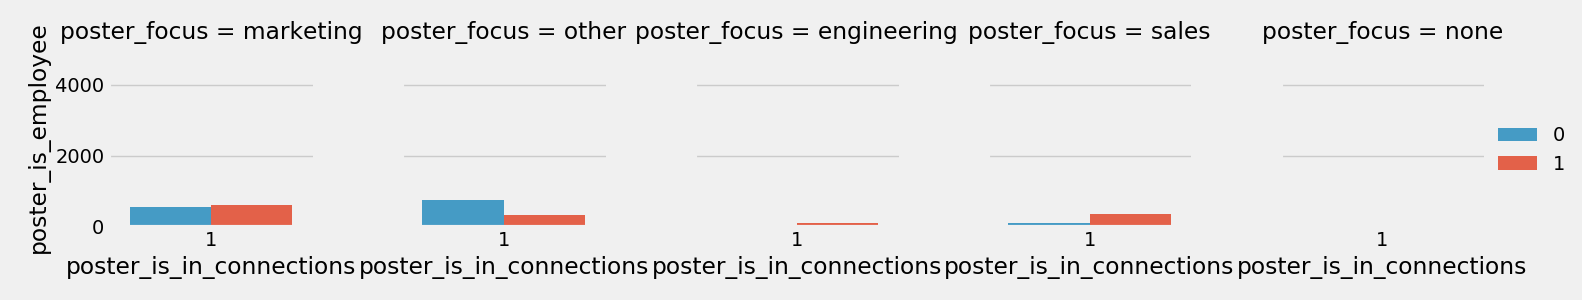 poster_focus = marketing
poster_focus = other
poster_focus = engineering
poster_focus = sales
poster_focus = none
poster_is_employee
4000
2000
0
0
1
1
1
1
1
1
poster_is_in_connections
poster_is_in_connections
poster_is_in_connections
poster_is_in_connections
poster_is_in_connections